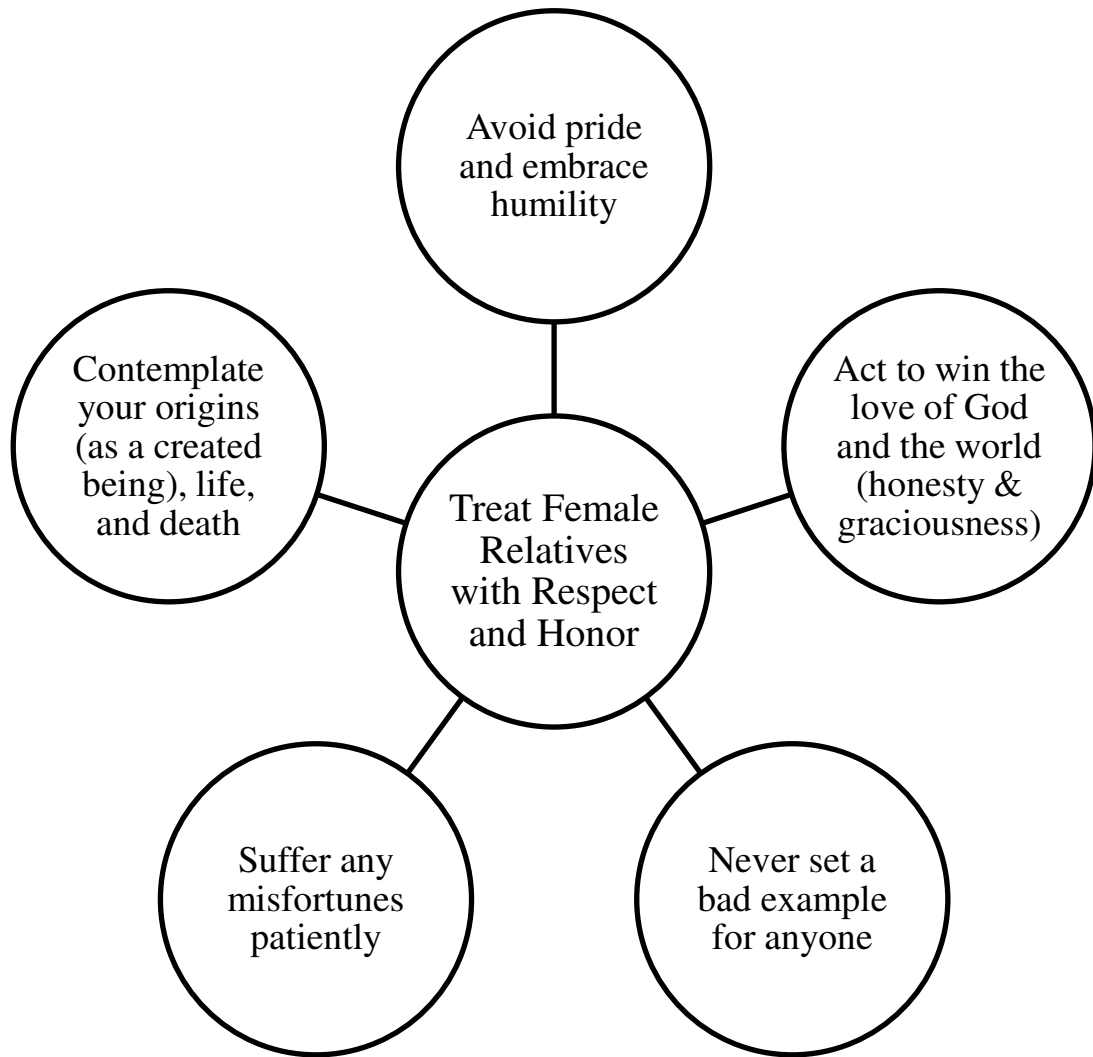 Avoid pride
and embrace
humility
Contemplate
your origins
(as a created
being), life,
and death
Act to win the
love of God
and the world
(honesty &
graciousness)
Treat Female
Relatives
with Respect
and Honor
Suffer any
misfortunes
patiently
Never set a
bad example
for anyone